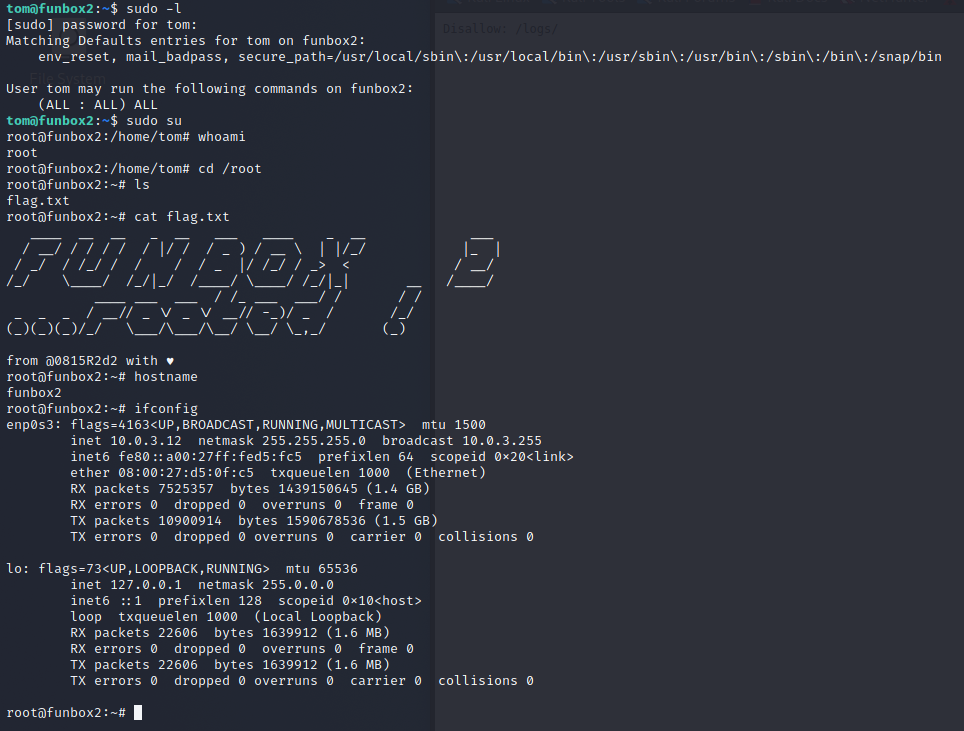 tom@funbox2:~$ sudo -l
Disallow: /logs/
[sudo] password for tom:
Matching Defaults entries for tom on funbox2:
    env_reset, mail_badpass, secure_path=/usr/local/sbin\:/usr/local/bin\:/usr/sbin\:/usr/bin\:/sbin\:/bin\:/snap/bin
File System
User tom may run the following commands on funbox2:
    (ALL : ALL) ALL
tom@funbox2:~$ sudo su
root@funbox2:/home/tom# whoami
root
root@funbox2:/home/tom# cd /root
root@funbox2:~# ls
flag.txt
root@funbox2:~# cat flag.txt
FunBox 2
...rooted !
from @0815R2d2 with ♥
root@funbox2:~# hostname
funbox2
root@funbox2:~# ifconfig
enp0s3: flags=4163<UP,BROADCAST,RUNNING,MULTICAST>  mtu 1500
        inet 10.0.3.12  netmask 255.255.255.0  broadcast 10.0.3.255
        inet6 fe80::a00:27ff:fed5:fc5  prefixlen 64  scopeid 0x20<link>
        ether 08:00:27:d5:0f:c5  txqueuelen 1000  (Ethernet)
        RX packets 7525357  bytes 1439150645 (1.4 GB)
        RX errors 0  dropped 0  overruns 0  frame 0
        TX packets 10900914  bytes 1590678536 (1.5 GB)
        TX errors 0  dropped 0 overruns 0  carrier 0  collisions 0
lo: flags=73<UP,LOOPBACK,RUNNING>  mtu 65536
        inet 127.0.0.1  netmask 255.0.0.0
        inet6 ::1  prefixlen 128  scopeid 0x10<host>
        loop  txqueuelen 1000  (Local Loopback)
        RX packets 22606  bytes 1639912 (1.6 MB)
        RX errors 0  dropped 0  overruns 0  frame 0
        TX packets 22606  bytes 1639912 (1.6 MB)
        TX errors 0  dropped 0 overruns 0  carrier 0  collisions 0
root@funbox2:~#